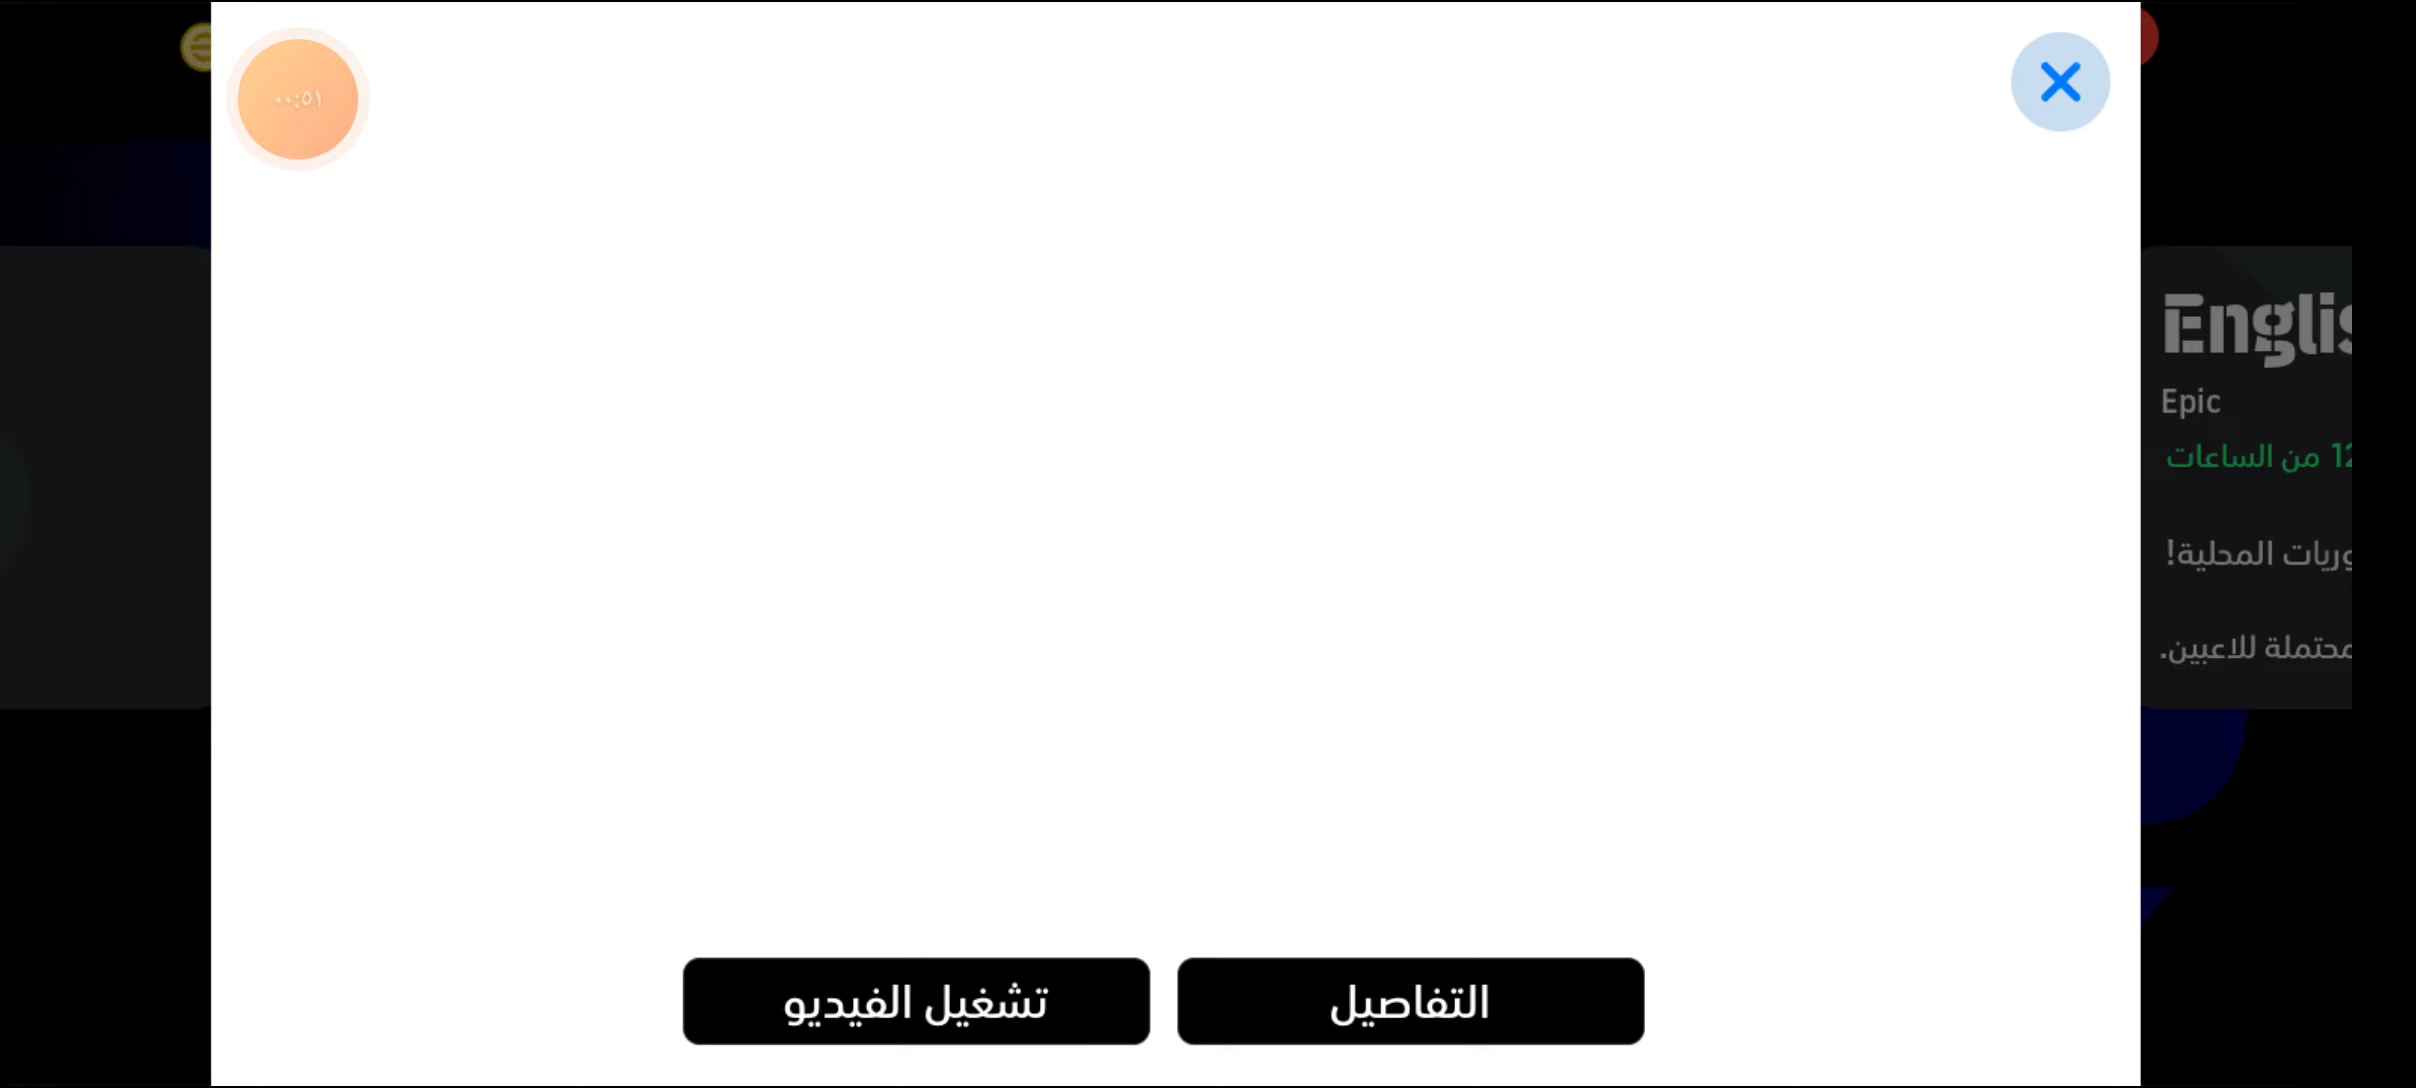 ٠٠:٥١
Englis
Epic
12 من الساعات
وريات المحلية!
محتملة للاعبين.
التفاصيل
تشغيل الفيديو